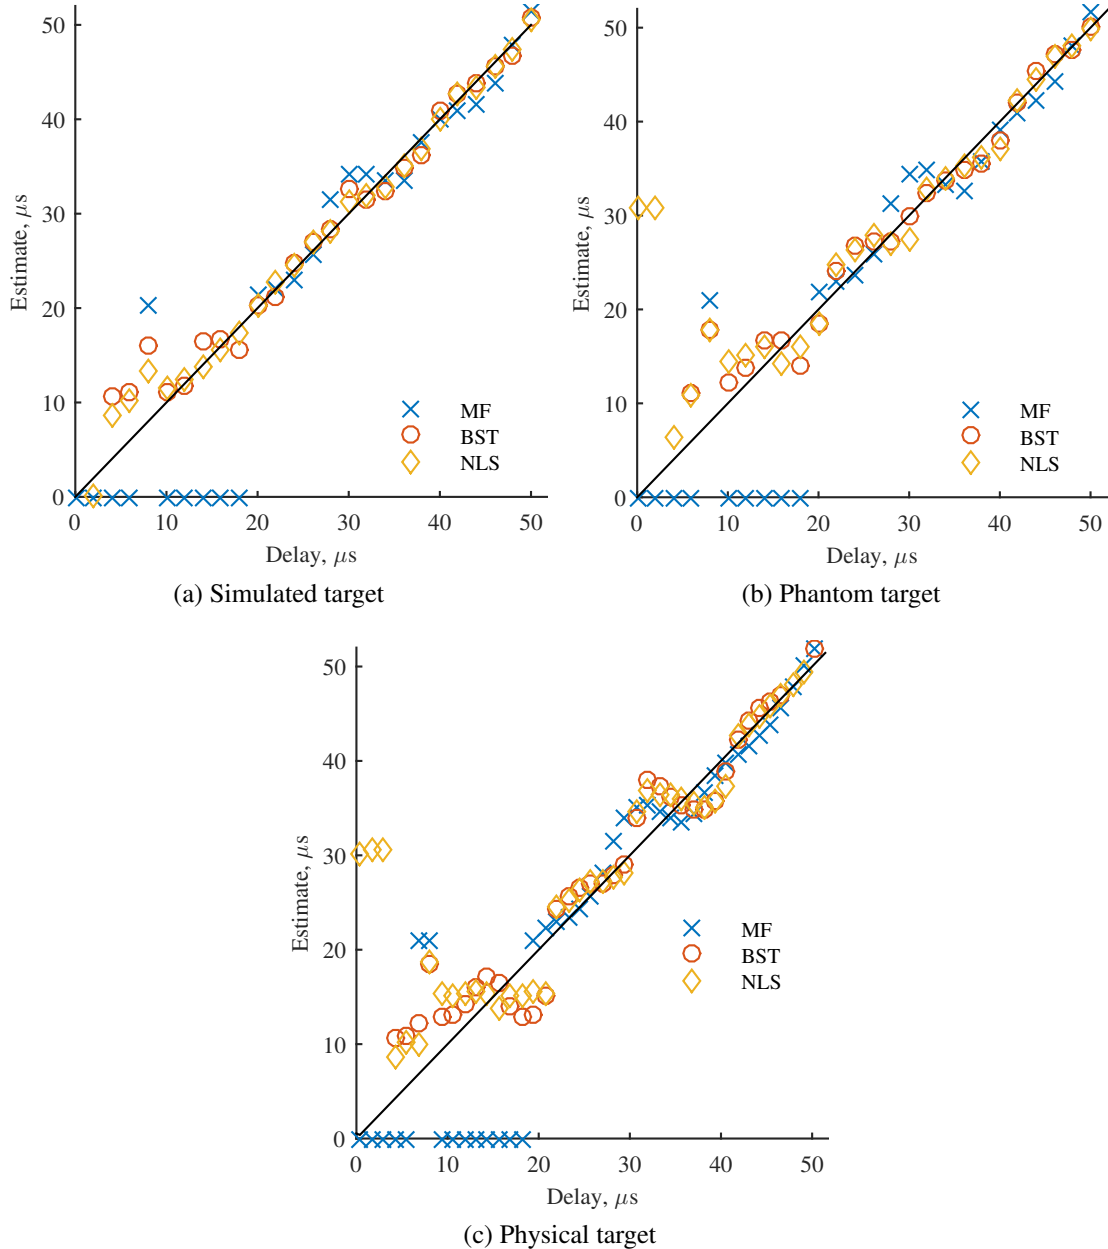 50
40
30
20
10
0
Estimate, μs
MF
BST
NLS
0 10 20 30 40 50
Delay, μs
(a) Simulated target
50
40
30
20
10
0
Estimate, μs
MF
BST
NLS
0 10 20 30 40 50
Delay, μs
(b) Phantom target
50
40
30
20
10
0
Estimate, μs
MF
BST
NLS
0 10 20 30 40 50
Delay, μs
(c) Physical target